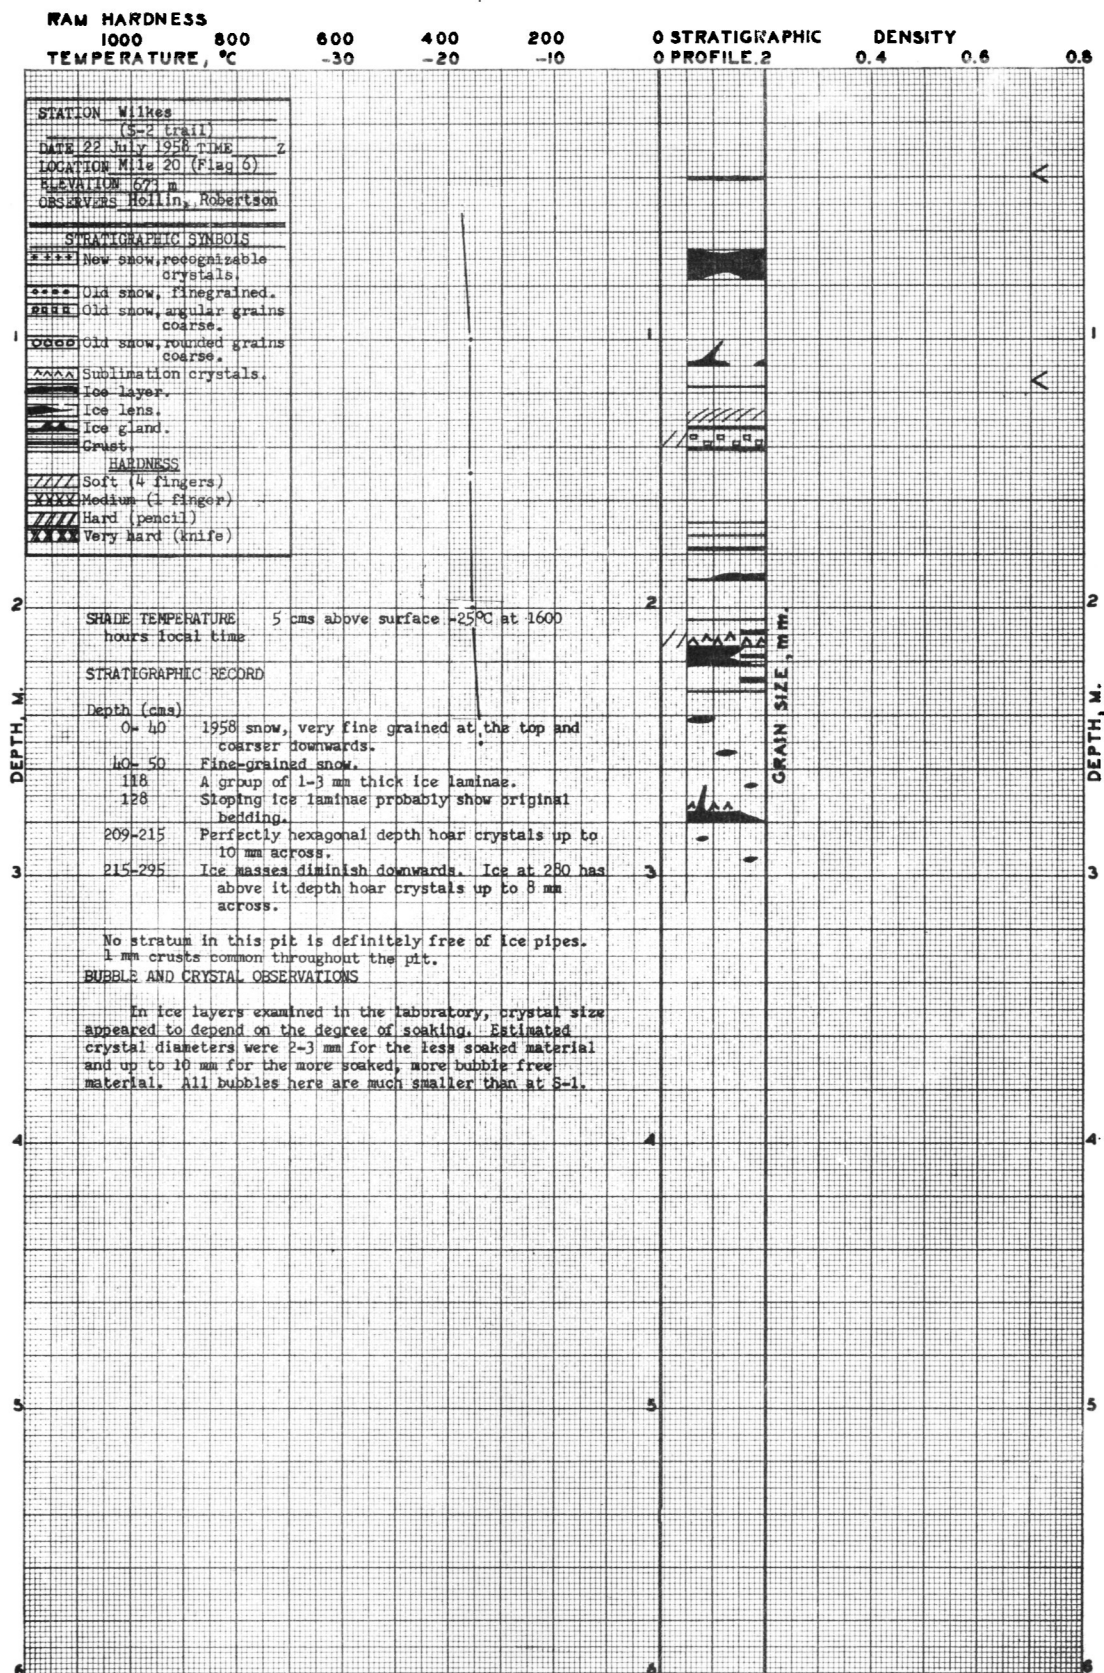 RAM HARDNESS
1000 800 600 400 200 0 STRATIGRAPHIC DENSITY
TEMPERATURE, °C -30 -20 -10 0 PROFILE .2 0.4 0.6 0.8
STATION Wilkes
(S-2 trail)
DATE 22 July 1958 TIME Z
LOCATION Mile 20 (Flag 6)
ELEVATION 673 m
OBSERVERS Hollin, Robertson
STRATIGRAPHIC SYMBOLS
New snow, recognizable
crystals.
Old snow, finegrained.
Old snow, angular grains
coarse.
Old snow, rounded grains
coarse.
Sublimation crystals.
Ice layer.
Ice lens.
Ice gland.
Crust.
HARDNESS
Soft (4 fingers)
Medium (1 finger)
Hard (pencil)
Very hard (knife)
SHADE TEMPERATURE 5 cms above surface -25°C at 1600
hours local time
STRATIGRAPHIC RECORD
Depth (cms)
0- 40 1958 snow, very fine grained at the top and
coarser downwards.
40- 50 Fine-grained snow.
118 A group of 1-3 mm thick ice laminae.
128 Sloping ice laminae probably show original
bedding.
209-215 Perfectly hexagonal depth hoar crystals up to
10 mm across.
215-295 Ice masses diminish downwards. Ice at 280 has
above it depth hoar crystals up to 8 mm
across.
No stratum in this pit is definitely free of ice pipes.
1 mm crusts common throughout the pit.
BUBBLE AND CRYSTAL OBSERVATIONS
In ice layers examined in the laboratory, crystal size
appeared to depend on the degree of soaking. Estimated
crystal diameters were 2-3 mm for the less soaked material
and up to 10 mm for the more soaked, more bubble free
material. All bubbles here are much smaller than at S-1.
DEPTH, M.
GRAIN SIZE, mm.
DEPTH, M.
1 1 1
2 2 2
3 3 3
4 4 4
5 5 5
6 6 6